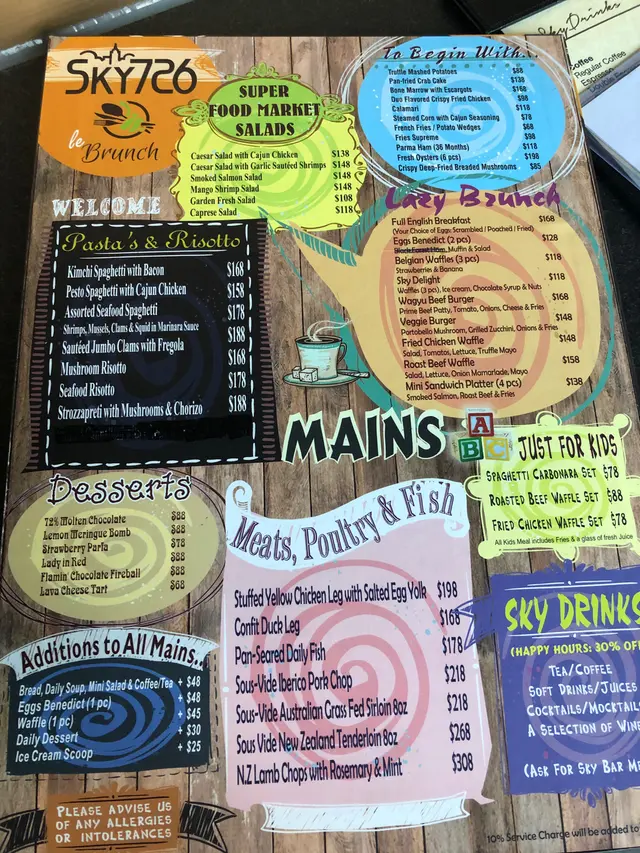 SKY726
le Brunch
SUPER
FOOD MARKET
SALADS
Caesar Salad with Cajun Chicken $138
Caesar Salad with Garlic Sautéed Shrimps $148
Smoked Salmon Salad $148
Mango Shrimp Salad $148
Garden Fresh Salad $108
Caprese Salad $118
To Begin With...
Truffle Mashed Potatoes $88
Pan-fried Crab Cake $138
Bone Marrow with Escargots $168
Duo Flavored Crispy Fried Chicken $98
Calamari $118
Steamed Corn with Cajun Seasoning $78
French Fries / Potato Wedges $68
Fries Supreme $98
Parma Ham (36 Months) $118
Fresh Oysters (6 pcs) $198
Crispy Deep-Fried Breaded Mushrooms $85
Sky Drinks
Coffee
Regular Coffee
Espresso
WELCOME
Pasta's & Risotto
Kimchi Spaghetti with Bacon $168
Pesto Spaghetti with Cajun Chicken $158
Assorted Seafood Spaghetti $178
Shrimps, Mussels, Clams & Squid in Marinara Sauce $188
Sautéed Jumbo Clams with Fregola $168
Mushroom Risotto $178
Seafood Risotto $188
Strozzapreti with Mushrooms & Chorizo
Lazy Brunch
Full English Breakfast $168
(Your Choice of Eggs: Scrambled / Poached / Fried)
Eggs Benedict (2 pcs) $128
Black Forest Ham, Muffin & Salad
Belgian Waffles (3 pcs) $118
Strawberries & Banana
Sky Delight $118
Waffles (3 pcs), Ice cream, Chocolate Syrup & Nuts
Wagyu Beef Burger $168
Prime Beef Patty, Tomato, Onions, Cheese & Fries
Veggie Burger $148
Portobello Mushroom, Grilled Zucchini, Onions & Fries
Fried Chicken Waffle $148
Salad, Tomatos, Lettuce, Truffle Mayo
Roast Beef Waffle $158
Salad, Lettuce, Onion Marmarlade, Mayo
Mini Sandwich Platter (4 pcs) $138
Smoked Salmon, Roast Beef & Fries
MAINS
A
B C
JUST FOR KIDS
SPAGHETTI CARBONARA SET $78
ROASTED BEEF WAFFLE SET $88
FRIED CHICKEN WAFFLE SET $78
All Kids Meal includes Fries & a glass of fresh Juice
Desserts
72% Molten Chocolate $88
Lemon Meringue Bomb $88
Strawberry Parfa $78
Lady in Red $88
Flamin' Chocolate Fireball $88
Lava Cheese Tart $68
Meats, Poultry & Fish
Stuffed Yellow Chicken Leg with Salted Egg Yolk $198
Confit Duck Leg $168
Pan-Seared Daily Fish $178
Sous-Vide Iberico Pork Chop $218
Sous-Vide Australian Grass Fed Sirloin 8oz $218
Sous Vide New Zealand Tenderloin 8oz $268
N.Z Lamb Chops with Rosemary & Mint $308
Additions to All Mains..
Bread, Daily Soup, Mini Salad & Coffee/Tea + $48
Eggs Benedict (1 pc) + $48
Waffle (1 pc) + $45
Daily Dessert + $30
Ice Cream Scoop + $25
SKY DRINKS
(HAPPY HOURS: 30% OF
TEA/COFFEE
SOFT DRINKS/JUICES
COCKTAILS/MOCKTAIL
A SELECTION OF WINE
(ASK FOR SKY BAR ME
PLEASE ADVISE US
OF ANY ALLERGIES
OR INTOLERANCES
10% Service Charge will be added to